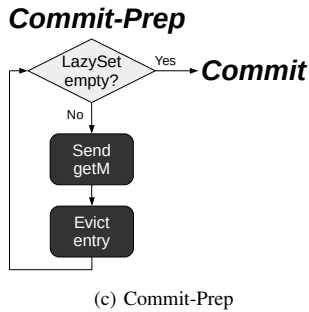 Commit-Prep
LazySet
empty?
Yes
Commit
No
Send
getM
Evict
entry
(c) Commit-Prep